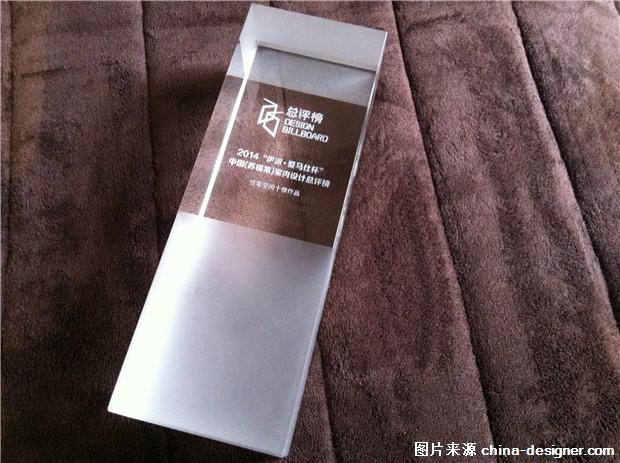 总评榜
DESIGN
BILLBOARD
2014 “伊派·爱马仕杯”
中国(苏锡常)室内设计总评榜
住宅空间十佳作品
图片来源 china-designer.com